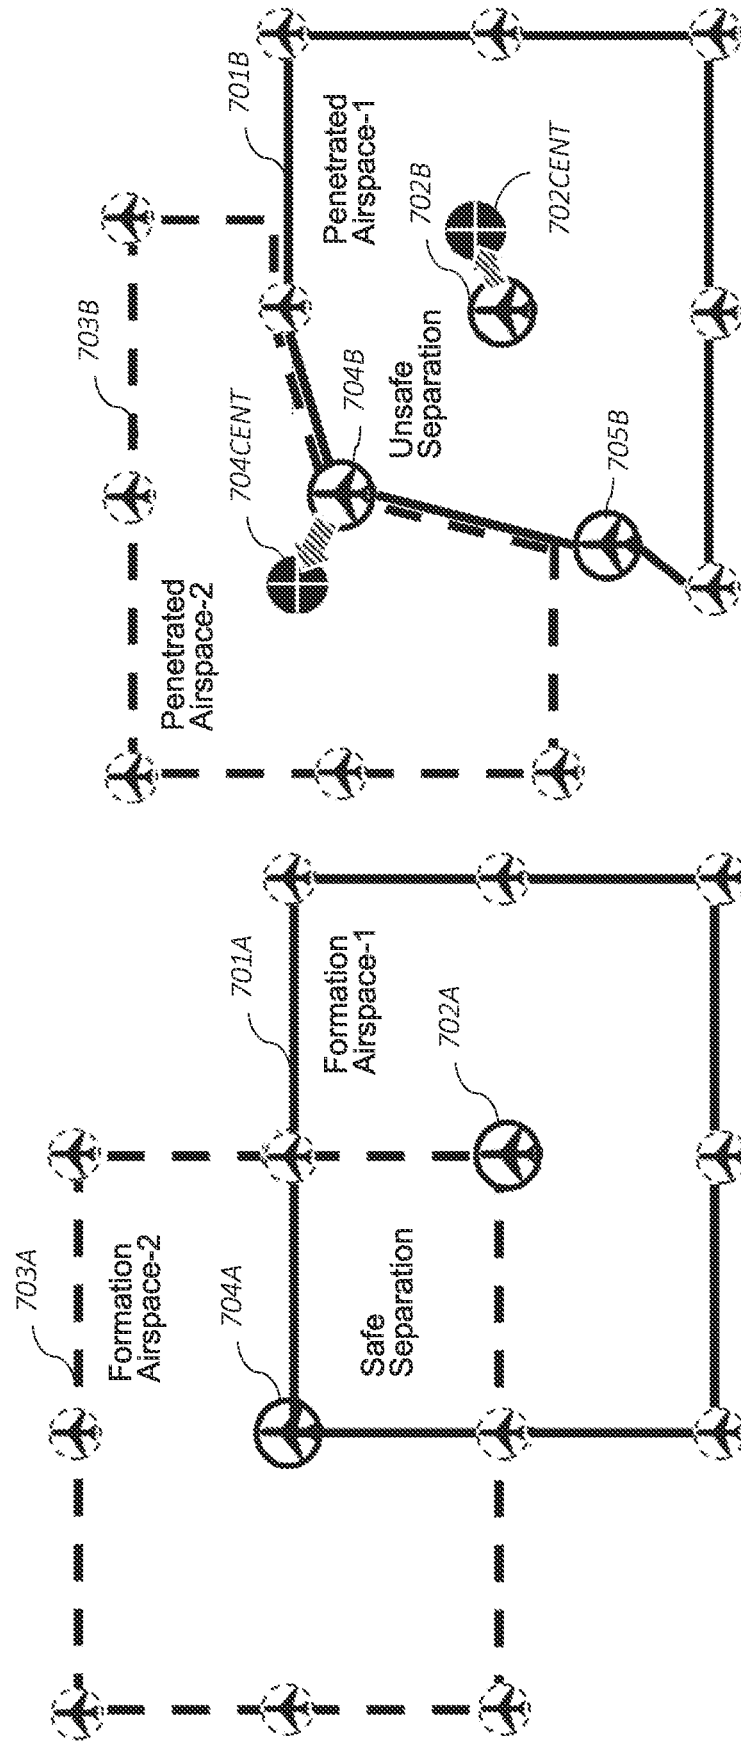 703A
Formation
Airspace-2
704A
701A
Formation
Airspace-1
Safe
Separation
702A
703B
Penetrated
Airspace-2
704CENT
701B
Penetrated
Airspace-1
704B
Unsafe
Separation
702B
702CENT
705B